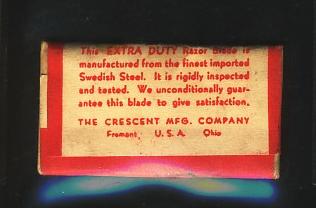 This EXTRA DUTY Razor Blade is
manufactured from the finest imported
Swedish Steel. It is rigidly inspected
and tested. We unconditionally guar-
antee this blade to give satisfaction.
THE CRESCENT MFG. COMPANY
Fremont U. S. A. Ohio